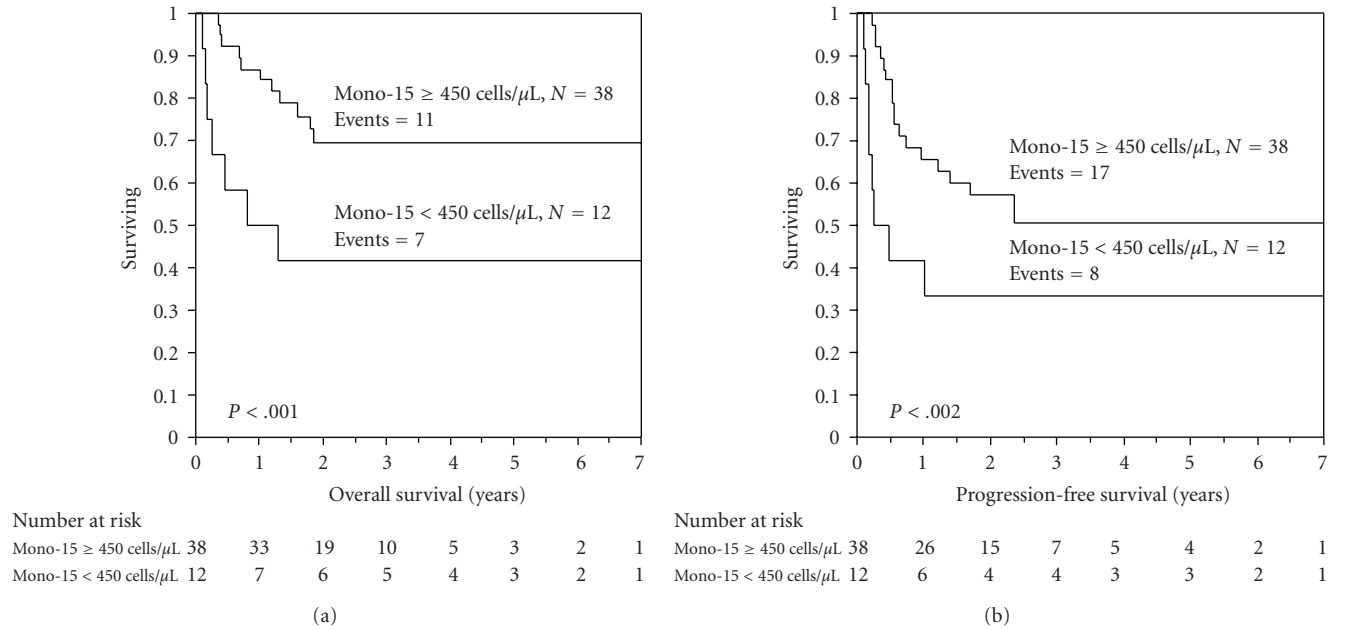 1
0.9
0.8
0.7
0.6
0.5
0.4
0.3
0.2
0.1
0
Surviving
Mono-15 ≥ 450 cells/μL, N = 38
Events = 11
Mono-15 < 450 cells/μL, N = 12
Events = 7
P < .001
0 1 2 3 4 5 6 7
Overall survival (years)
Number at risk
Mono-15 ≥ 450 cells/μL 38 33 19 10 5 3 2 1
Mono-15 < 450 cells/μL 12 7 6 5 4 3 2 1
(a)
1
0.9
0.8
0.7
0.6
0.5
0.4
0.3
0.2
0.1
0
Surviving
Mono-15 ≥ 450 cells/μL, N = 38
Events = 17
Mono-15 < 450 cells/μL, N = 12
Events = 8
P < .002
0 1 2 3 4 5 6 7
Progression-free survival (years)
Number at risk
Mono-15 ≥ 450 cells/μL 38 26 15 7 5 4 2 1
Mono-15 < 450 cells/μL 12 6 4 4 3 3 2 1
(b)